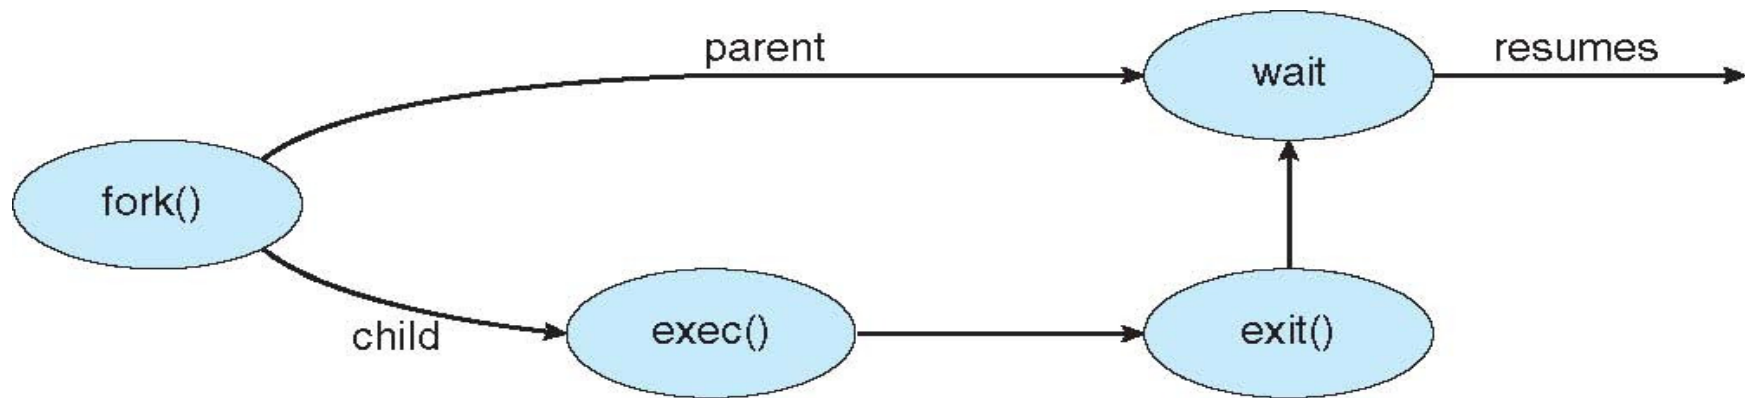 parent
wait
resumes
fork()
child
exec()
exit()